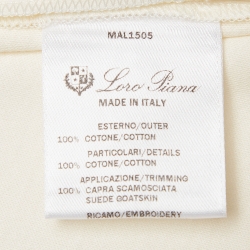 MAL1505
Loro Piana
MADE IN ITALY
ESTERNO/OUTER
100% COTONE/COTTON
PARTICOLARI/DETAILS
100% COTONE/COTTON
APPLICAZIONE/TRIMMING
100% CAPRA SCAMOSCIATA
SUEDE GOATSKIN
RICAMO/EMBROIDERY